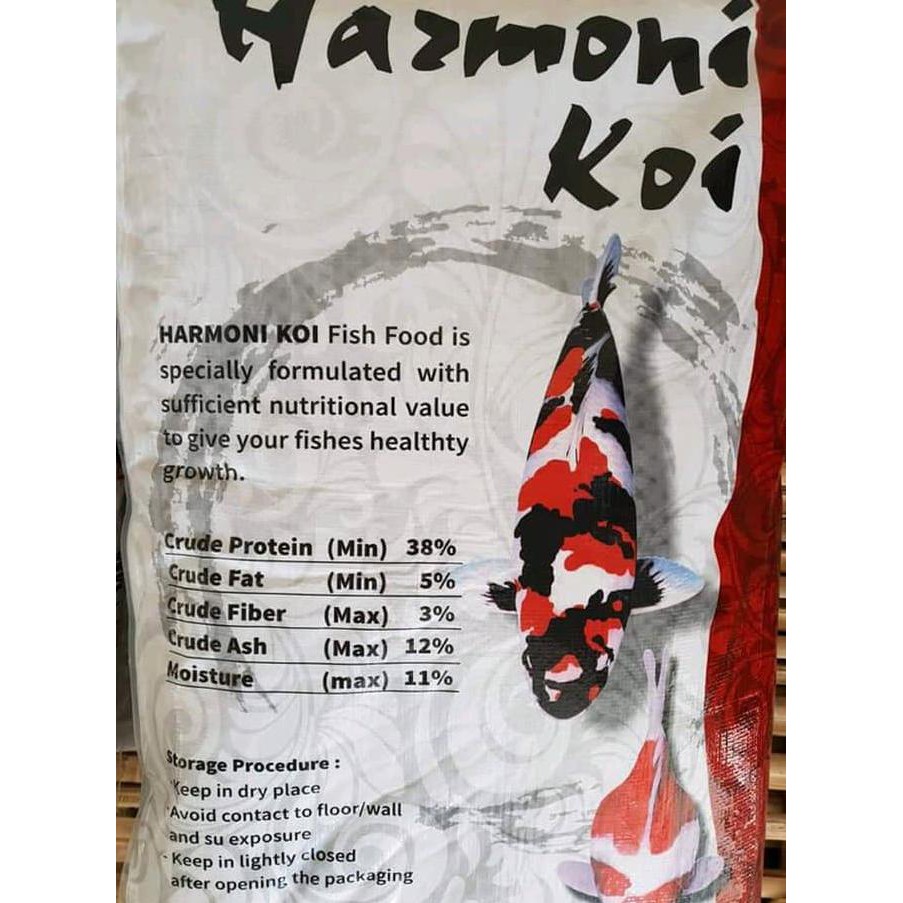 Harmoni
Koi
HARMONI KOI Fish Food is
specially formulated with
sufficient nutritional value
to give your fishes healthty
growth.
Crude Protein (Min) 38%
Crude Fat (Min) 5%
Crude Fiber (Max) 3%
Crude Ash (Max) 12%
Moisture (max) 11%
Storage Procedure :
Keep in dry place
Avoid contact to floor/wall
and su exposure
- Keep in lightly closed
after opening the packaging